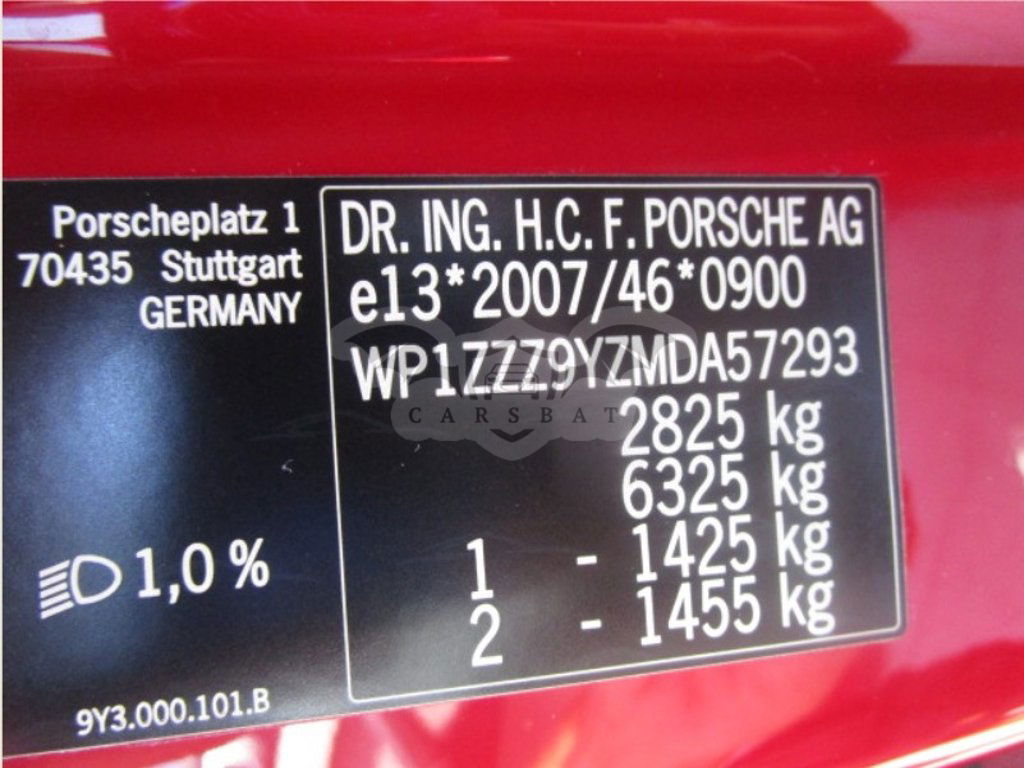 Porscheplatz 1
70435 Stuttgart
GERMANY
1,0 %
9Y3.000.101.B
DR. ING. H.C. F. PORSCHE AG
e13*2007/46*0900
WP1ZZZ9YZMDA57293
CARSBAT
2825 kg
6325 kg
1 - 1425 kg
2 - 1455 kg